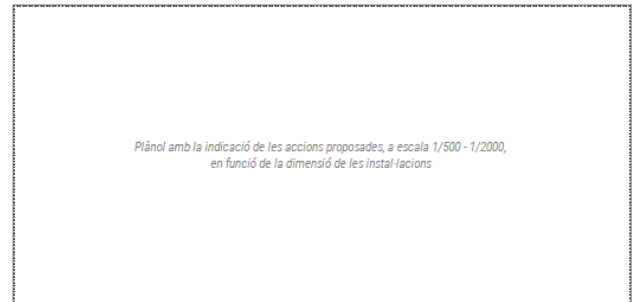 Plànol amb la indicació de les accions proposades, a escala 1/500 - 1/2000,
en funció de la dimensió de les instal·lacions